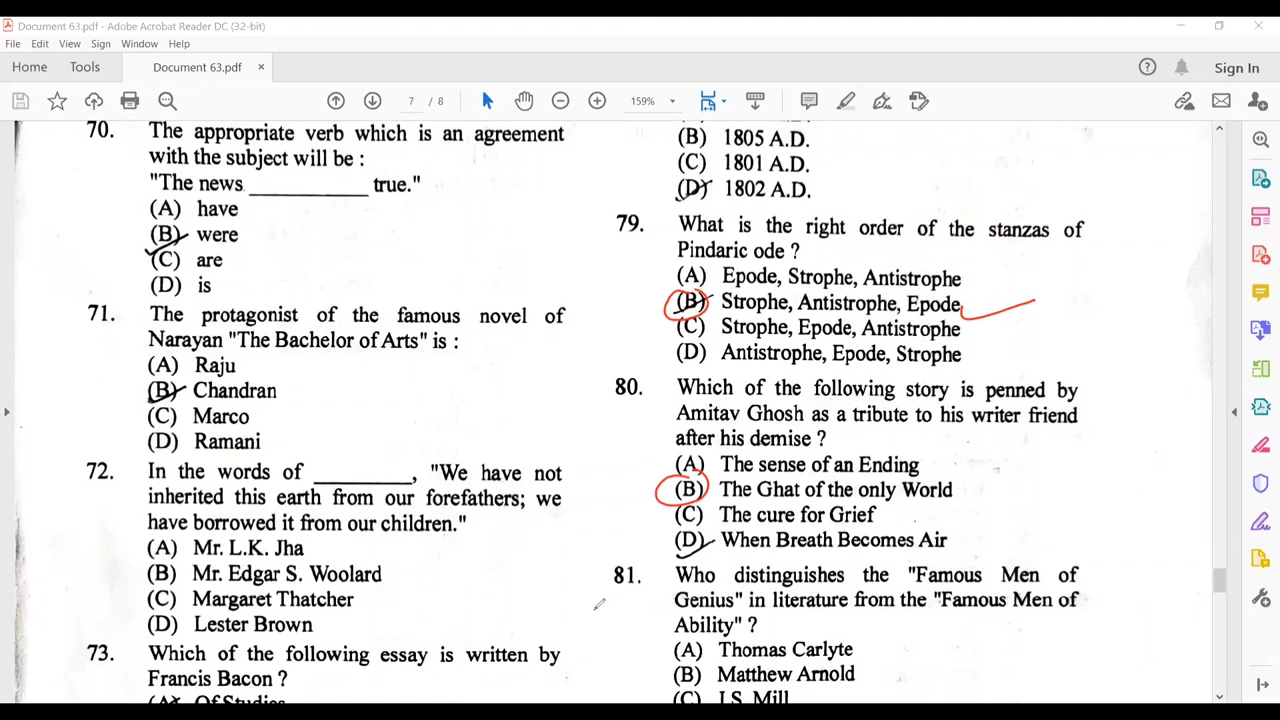 Document 63.pdf - Adobe Acrobat Reader DC (32-bit)
File Edit View Sign Window Help
Home Tools Document 63.pdf × Sign In
7 / 8 159%
70. The appropriate verb which is an agreement
with the subject will be :
"The news __________ true."
(A) have
(B) were
(C) are
(D) is
71. The protagonist of the famous novel of
Narayan "The Bachelor of Arts" is :
(A) Raju
(B) Chandran
(C) Marco
(D) Ramani
72. In the words of ________, "We have not
inherited this earth from our forefathers; we
have borrowed it from our children."
(A) Mr. L.K. Jha
(B) Mr. Edgar S. Woolard
(C) Margaret Thatcher
(D) Lester Brown
73. Which of the following essay is written by
Francis Bacon ?
(A) Of Studies
(B) 1805 A.D.
(C) 1801 A.D.
(D) 1802 A.D.
79. What is the right order of the stanzas of
Pindaric ode ?
(A) Epode, Strophe, Antistrophe
(B) Strophe, Antistrophe, Epode
(C) Strophe, Epode, Antistrophe
(D) Antistrophe, Epode, Strophe
80. Which of the following story is penned by
Amitav Ghosh as a tribute to his writer friend
after his demise ?
(A) The sense of an Ending
(B) The Ghat of the only World
(C) The cure for Grief
(D) When Breath Becomes Air
81. Who distinguishes the "Famous Men of
Genius" in literature from the "Famous Men of
Ability" ?
(A) Thomas Carlyte
(B) Matthew Arnold
(C) J.S. Mill